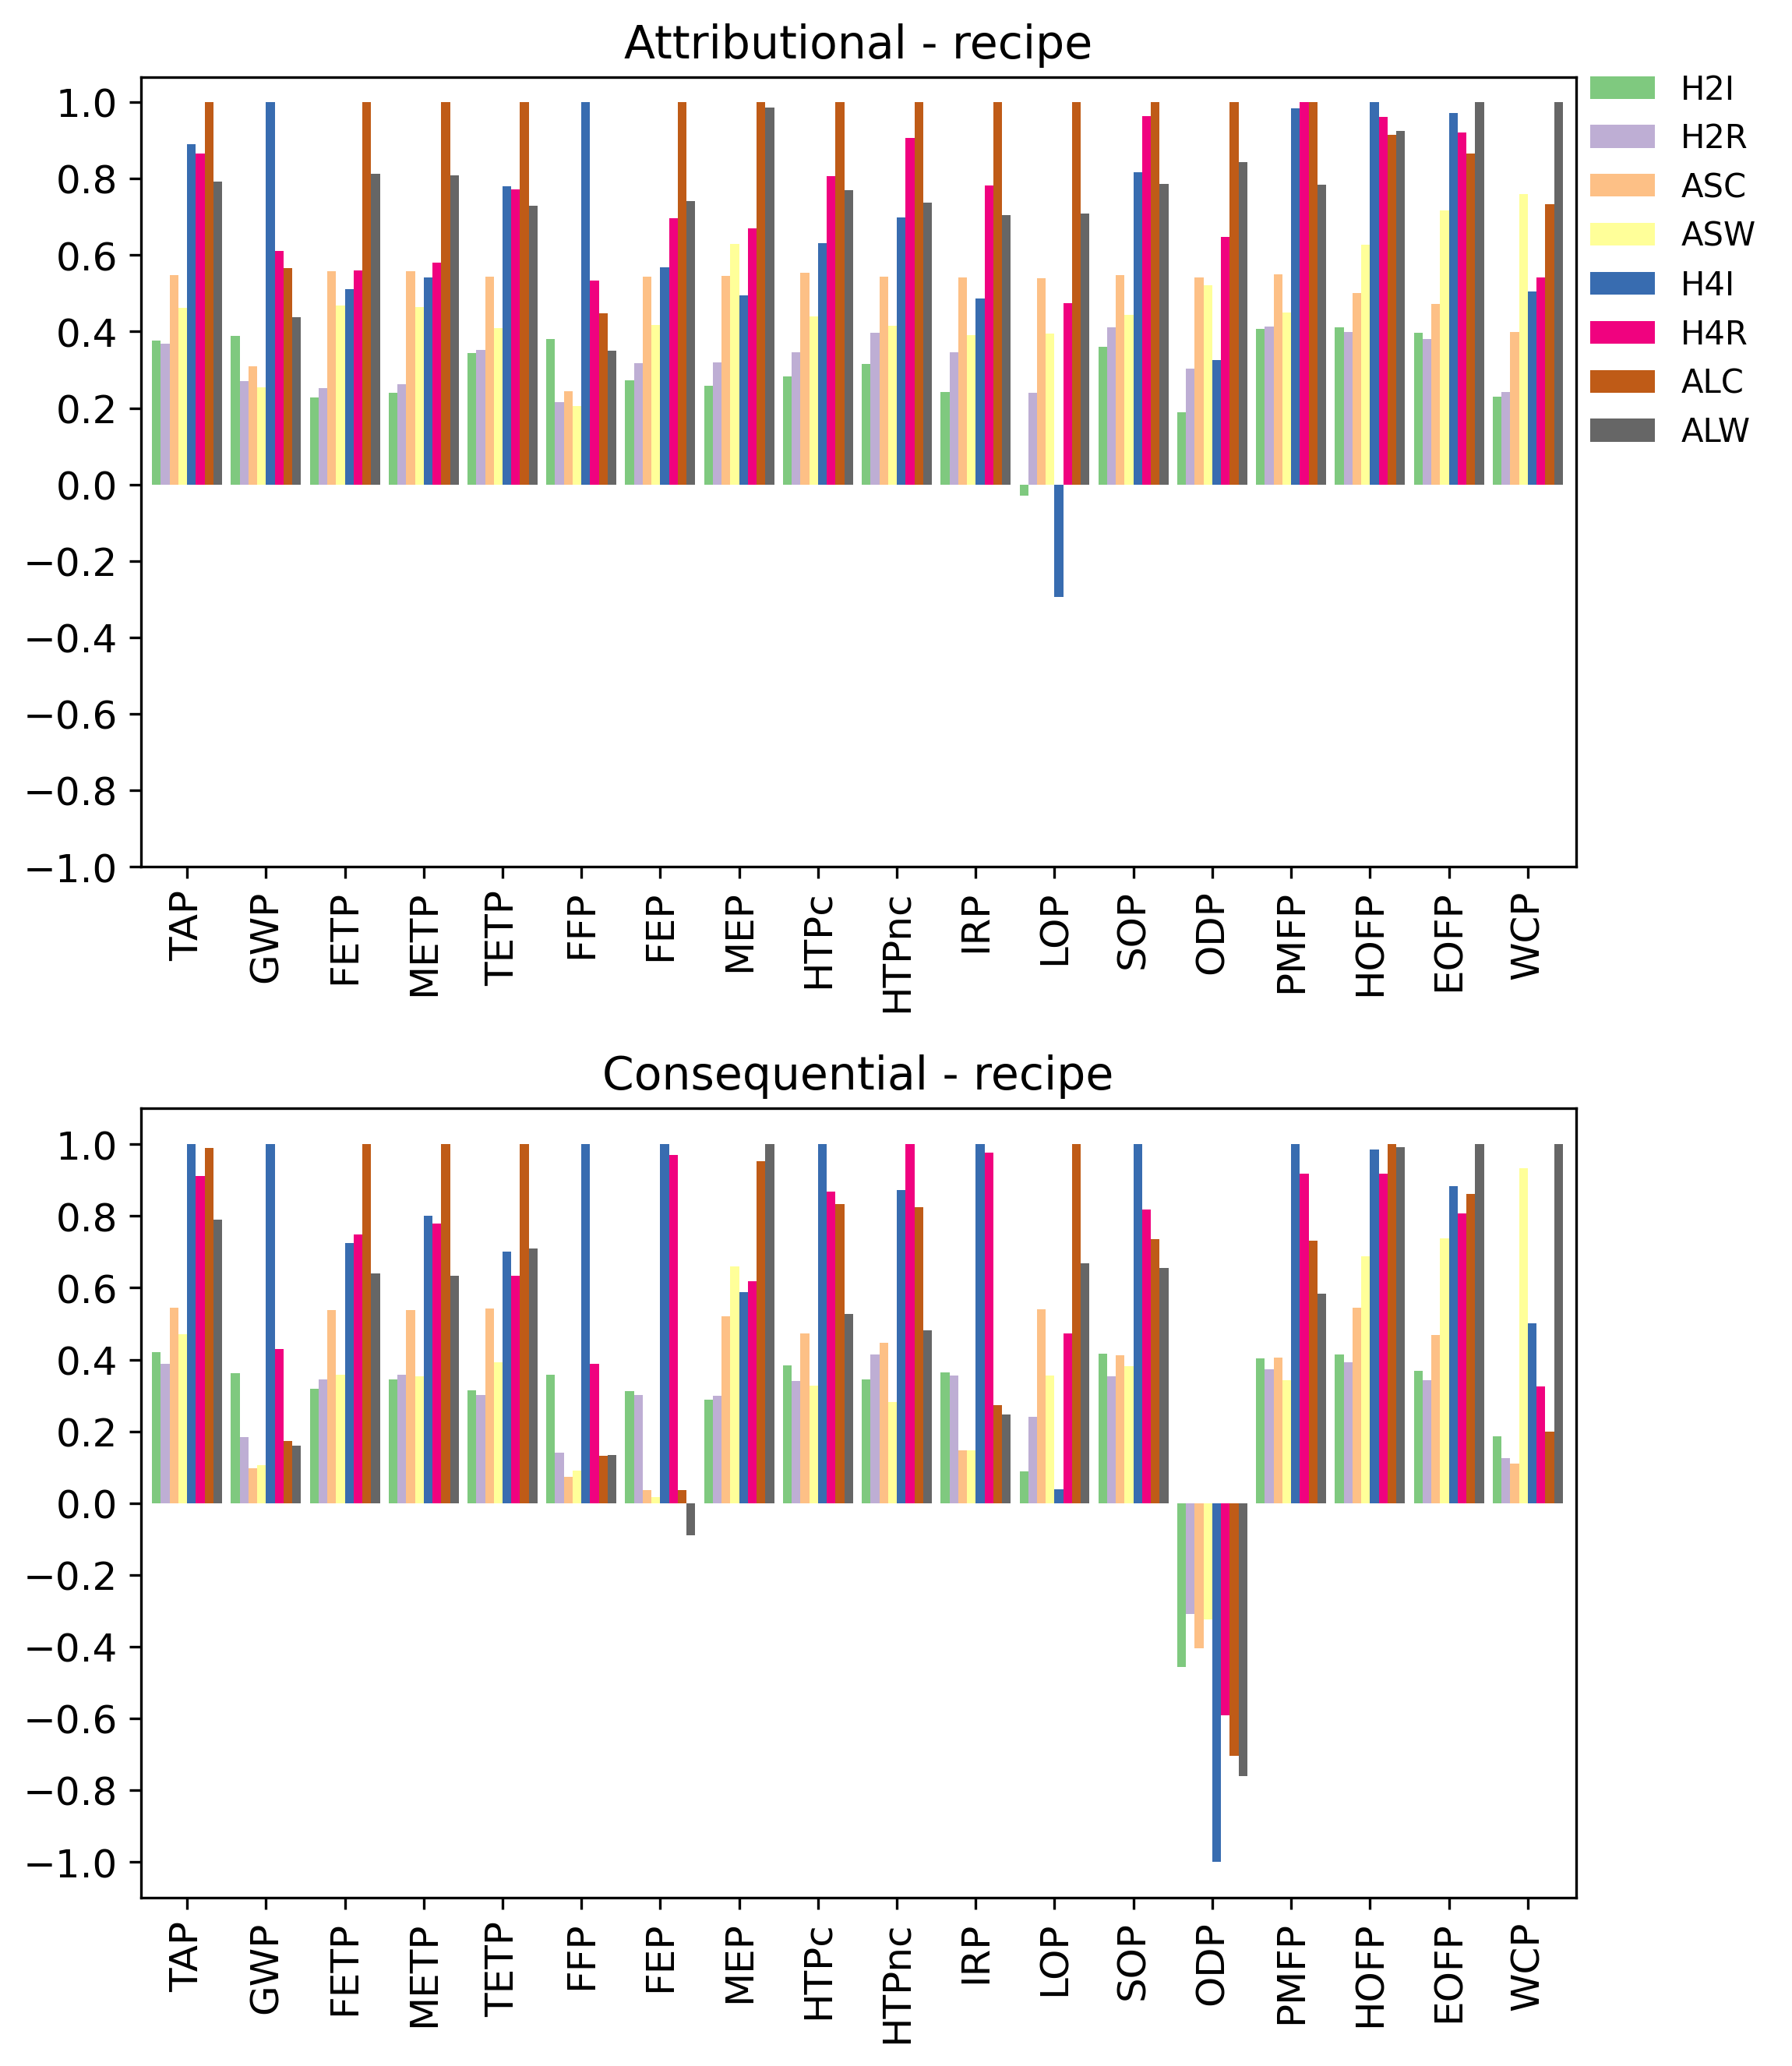 Attributional - recipe
1.0
0.8
0.6
0.4
0.2
0.0
−0.2
−0.4
−0.6
−0.8
−1.0
TAP
GWP
FETP
METP
TETP
FFP
FEP
MEP
HTPc
HTPnc
IRP
LOP
SOP
ODP
PMFP
HOFP
EOFP
WCP
H2I
H2R
ASC
ASW
H4I
H4R
ALC
ALW
Consequential - recipe
1.0
0.8
0.6
0.4
0.2
0.0
−0.2
−0.4
−0.6
−0.8
−1.0
TAP
GWP
FETP
METP
TETP
FFP
FEP
MEP
HTPc
HTPnc
IRP
LOP
SOP
ODP
PMFP
HOFP
EOFP
WCP